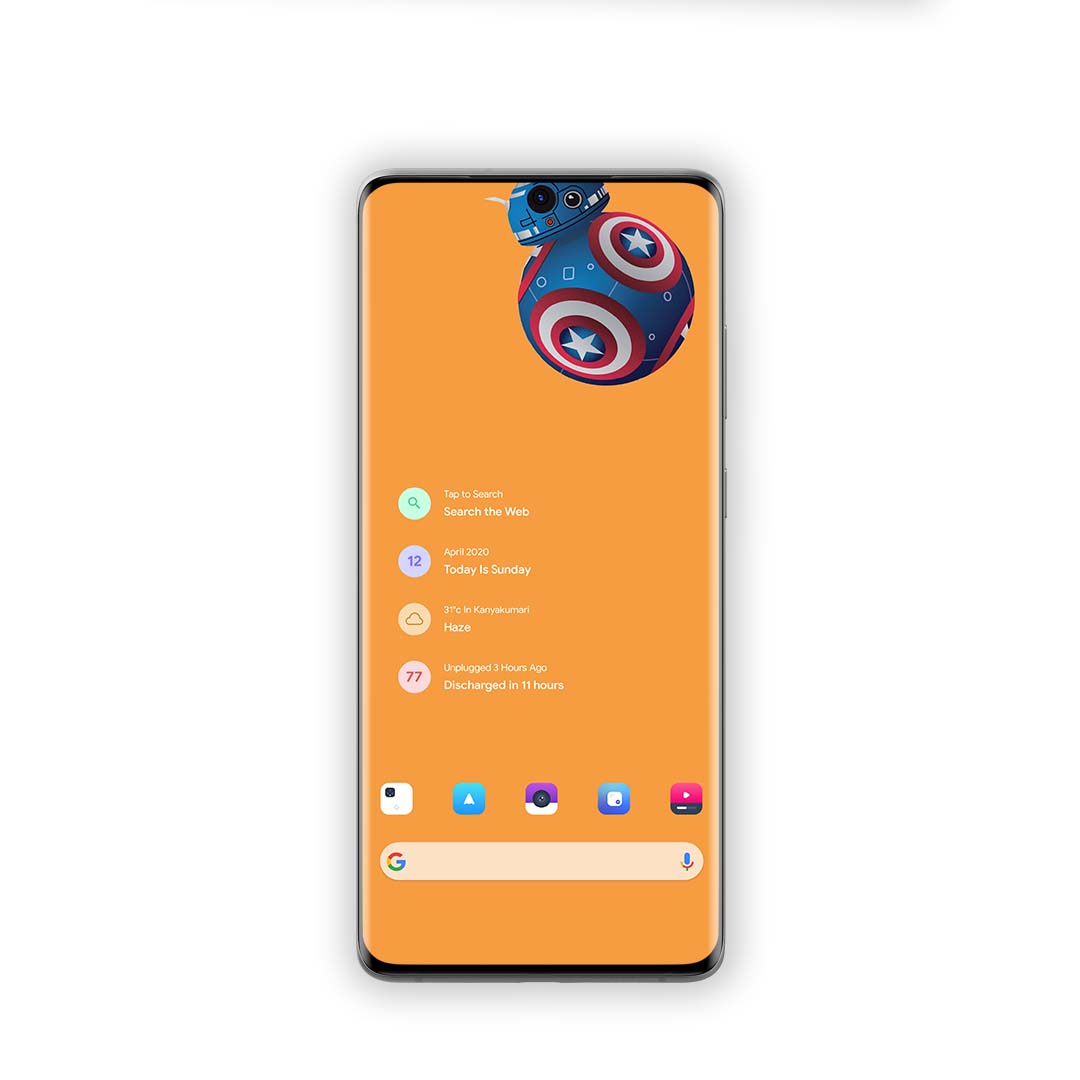 Tap to Search
Search the Web
12
April 2020
Today Is Sunday
31°c In Kanyakumari
Haze
77
Unplugged 3 Hours Ago
Discharged in 11 hours
G